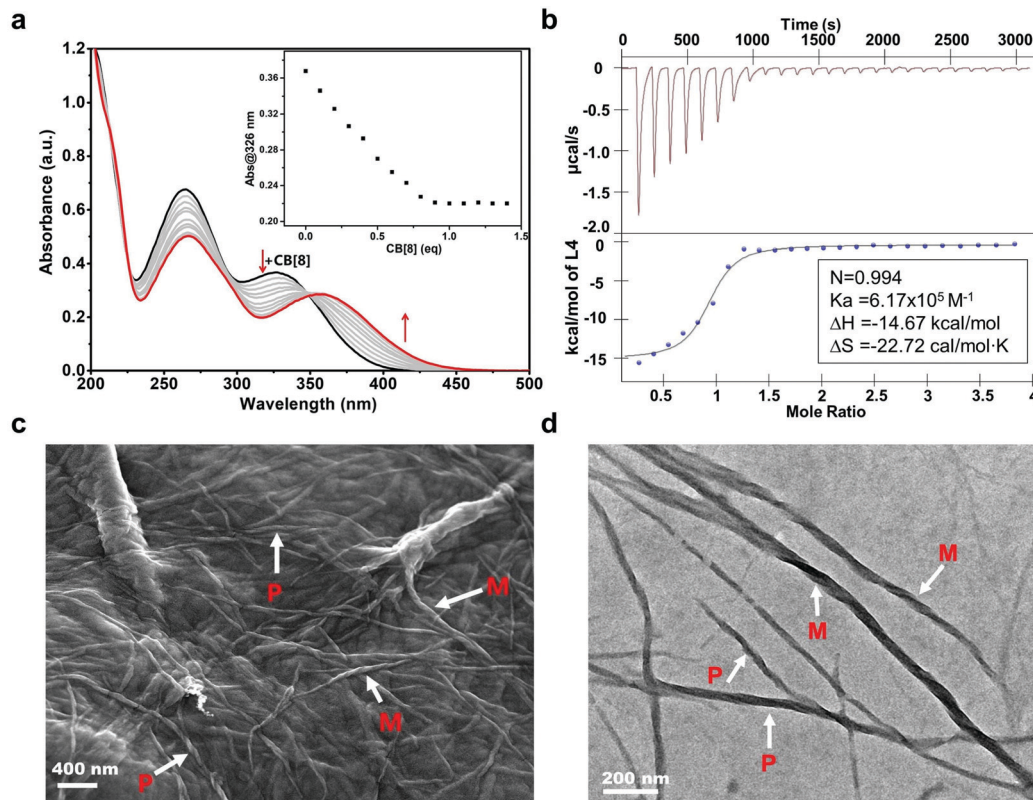 a
1.2
1.0
0.8
0.6
0.4
0.2
0.0
Absorbance (a.u.)
200 250 300 350 400 450 500
Wavelength (nm)
+CB[8]
0.36
0.32
0.28
0.24
0.20
Abs@326 nm
0.0 0.5 1.0 1.5
CB[8] (eq)
b
Time (s)
0 500 1000 1500 2000 2500 3000
0
-0.5
-1.0
-1.5
-2.0
µcal/s
0
-5
-10
-15
kcal/mol of L4
N=0.994
Ka =6.17x10⁵ M⁻¹
ΔH =-14.67 kcal/mol
ΔS =-22.72 cal/mol·K
0.5 1 1.5 2 2.5 3 3.5 4
Mole Ratio
c
P
M
M
P
400 nm
d
M
M
P
P
200 nm